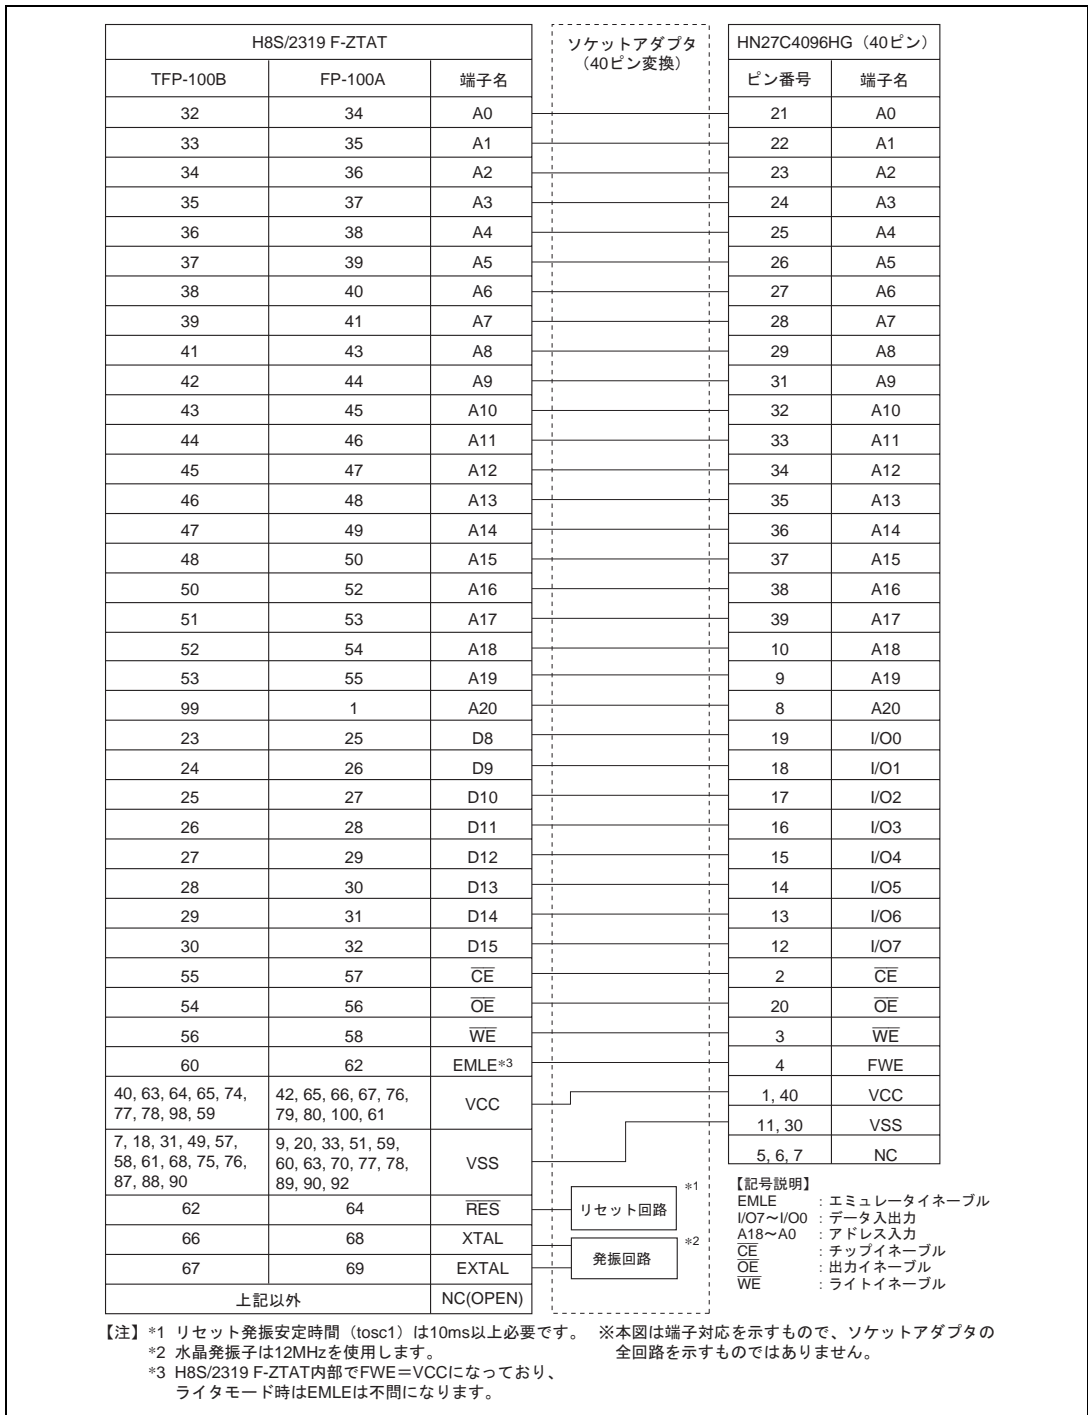 H8S/2319 F-ZTAT ソケットアダプタ HN27C4096HG（40ピン）
（40ピン変換）
TFP-100B FP-100A 端子名 ピン番号 端子名
32 34 A0 21 A0
33 35 A1 22 A1
34 36 A2 23 A2
35 37 A3 24 A3
36 38 A4 25 A4
37 39 A5 26 A5
38 40 A6 27 A6
39 41 A7 28 A7
41 43 A8 29 A8
42 44 A9 31 A9
43 45 A10 32 A10
44 46 A11 33 A11
45 47 A12 34 A12
46 48 A13 35 A13
47 49 A14 36 A14
48 50 A15 37 A15
50 52 A16 38 A16
51 53 A17 39 A17
52 54 A18 10 A18
53 55 A19 9 A19
99 1 A20 8 A20
23 25 D8 19 I/O0
24 26 D9 18 I/O1
25 27 D10 17 I/O2
26 28 D11 16 I/O3
27 29 D12 15 I/O4
28 30 D13 14 I/O5
29 31 D14 13 I/O6
30 32 D15 12 I/O7
55 57 CE 2 CE
54 56 OE 20 OE
56 58 WE 3 WE
60 62 EMLE*3 4 FWE
40, 63, 64, 65, 74, 42, 65, 66, 67, 76, VCC 1, 40 VCC
77, 78, 98, 59 79, 80, 100, 61
11, 30 VSS
7, 18, 31, 49, 57, 9, 20, 33, 51, 59, VSS 5, 6, 7 NC
58, 61, 68, 75, 76, 60, 63, 70, 77, 78,
87, 88, 90 89, 90, 92
62 64 RES リセット回路 *1
66 68 XTAL 発振回路 *2
67 69 EXTAL
上記以外 NC(OPEN)
【記号説明】
EMLE ：エミュレータイネーブル
I/O7～I/O0 ：データ入出力
A18～A0 ：アドレス入力
CE ：チップイネーブル
OE ：出力イネーブル
WE ：ライトイネーブル
【注】*1 リセット発振安定時間（tosc1）は10ms以上必要です。
*2 水晶発振子は12MHzを使用します。
*3 H8S/2319 F-ZTAT内部でFWE＝VCCになっており、
ライタモード時はEMLEは不問になります。
※本図は端子対応を示すもので、ソケットアダプタの
全回路を示すものではありません。